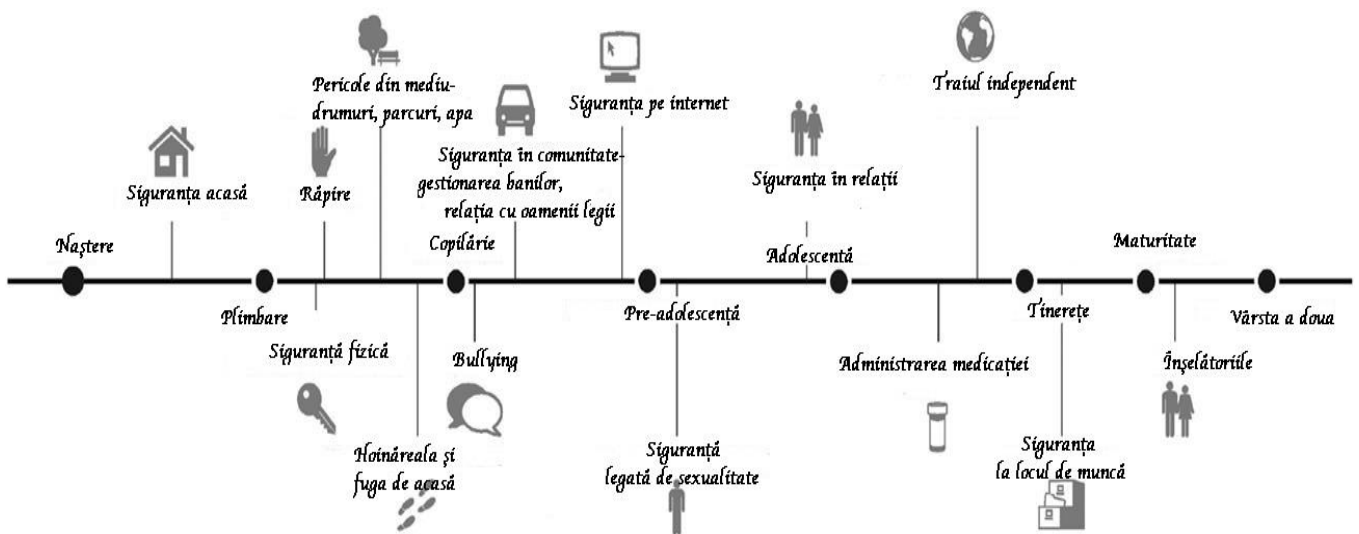 Pericole din mediu-
drumuri, parcuri, apa
Siguranța pe internet
Traiul independent
Siguranța acasă
Răpire
Siguranța în comunitate-
gestionarea banilor,
relația cu oamenii legii
Siguranța în relații
Naștere
Copilărie
Adolescentă
Maturitate
Plimbare
Pre-adolescență
Tinerețe
Vârsta a doua
Siguranță fizică
Bullying
Administrarea medicației
Înșelătoriile
Hoinăreala și
fuga de acasă
Siguranță
legată de sexualitate
Siguranța
la locul de muncă